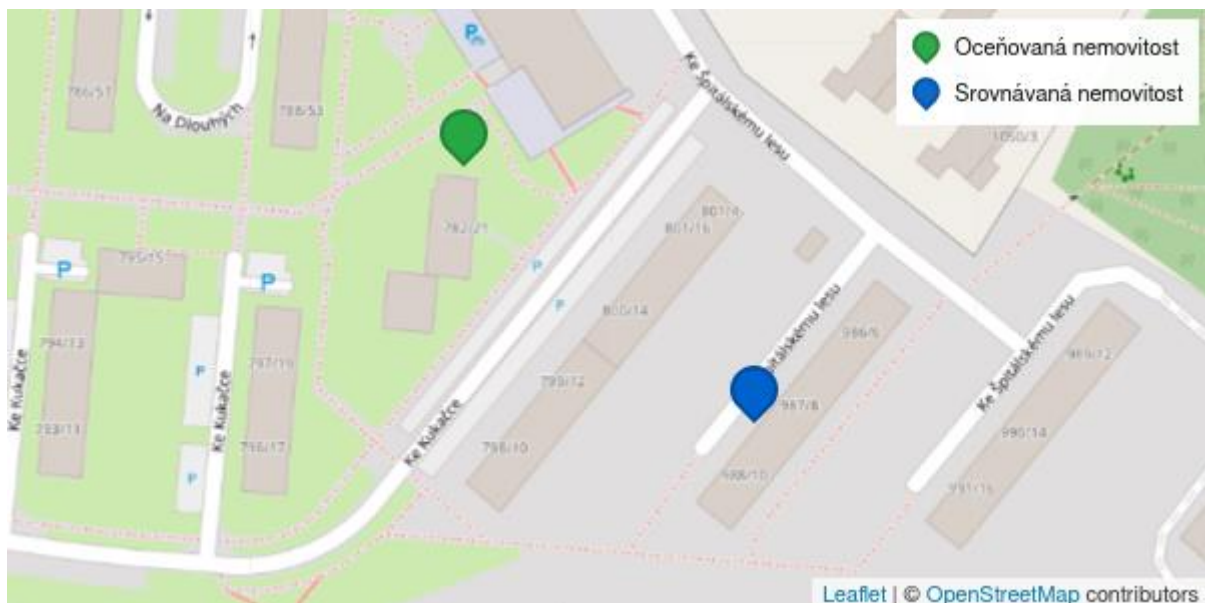 Oceňovaná nemovitost
Srovnávaná nemovitost
P
Ke Špitálskému lesu
786/51
788/53
Na Dlouhých
1050/3
801/4
801/16
782/21
795/15
P
P
P
P
800/14
986/6
Ke Špitálskému lesu
989/12
794/13
797/19
P
P
799/12
pitálskému lesu
987/8
990/14
Ke Kukačce
Ke Kukačce
793/11
796/17
P
Ke Kukačce
798/10
988/10
991/16
Leaflet | © OpenStreetMap contributors